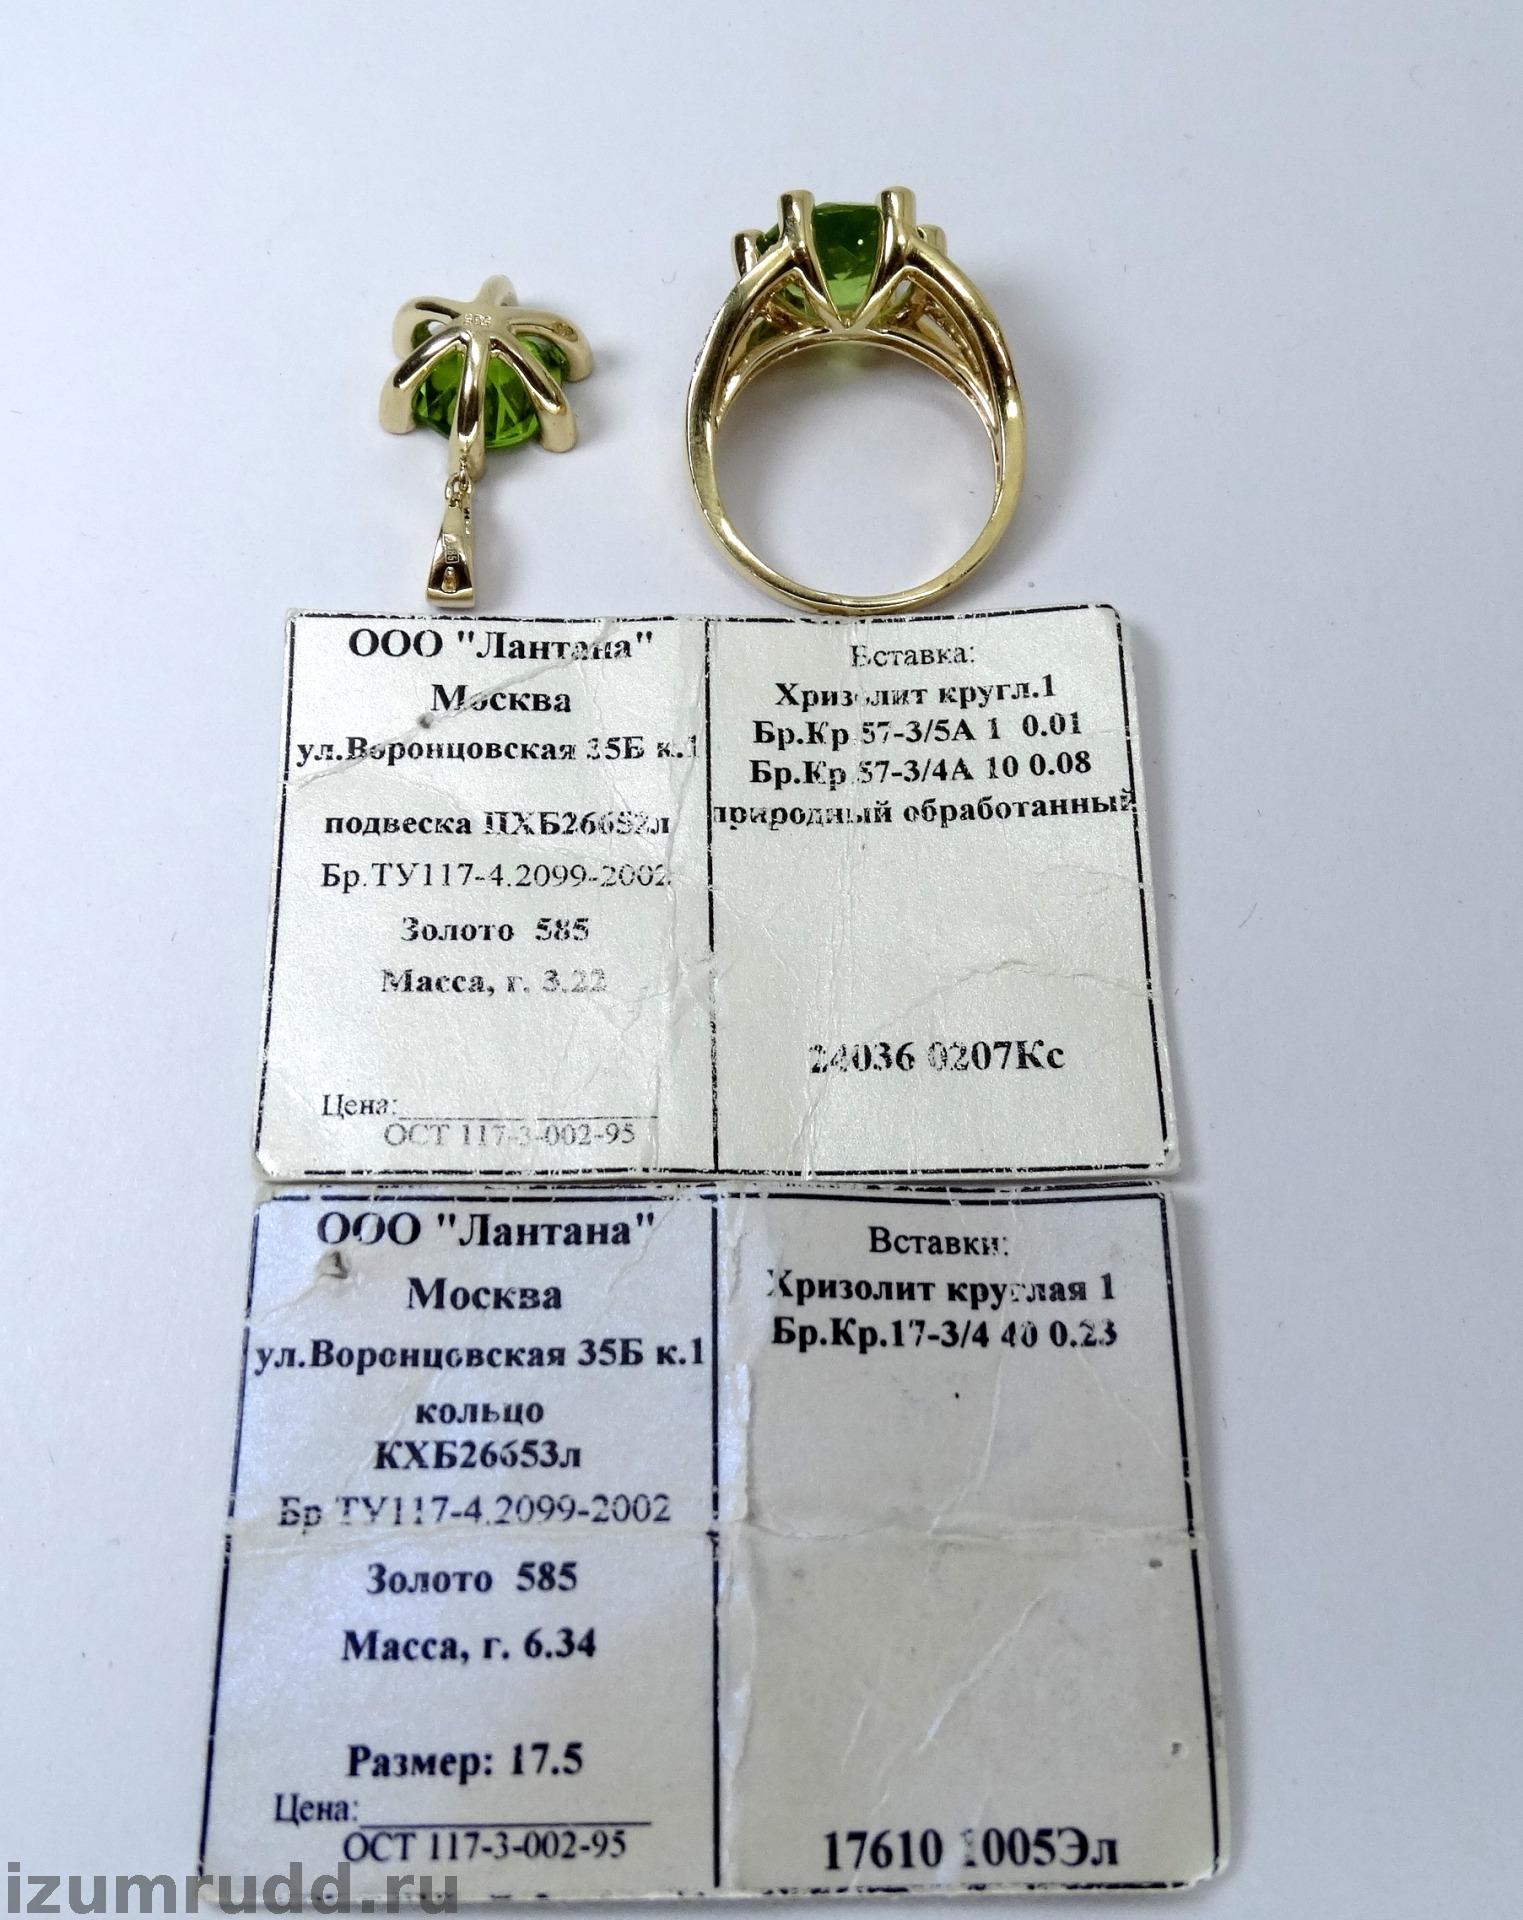 585
585
ООО "Лантана"
Москва
ул.Воронцовская 35Б к.1
подвеска ПХБ26652л
Бр.ТУ117-4.2099-2002
Золото 585
Масса, г. 3.22
Цена:
ОСТ 117-3-002-95
Вставка:
Хризолит кругл.1
Бр.Кр 57-3/5А 1 0.01
Бр.Кр 57-3/4А 10 0.08
природный обработанный
24036 0207Кс
ООО "Лантана"
Москва
ул.Воронцовская 35Б к.1
кольцо
КХБ26653л
Бр ТУ117-4.2099-2002
Золото 585
Масса, г. 6.34
Размер: 17.5
Цена:
ОСТ 117-3-002-95
Вставки:
Хризолит круглая 1
Бр.Кр.17-3/4 40 0.23
17610 1005Эл
izumrudd.ru